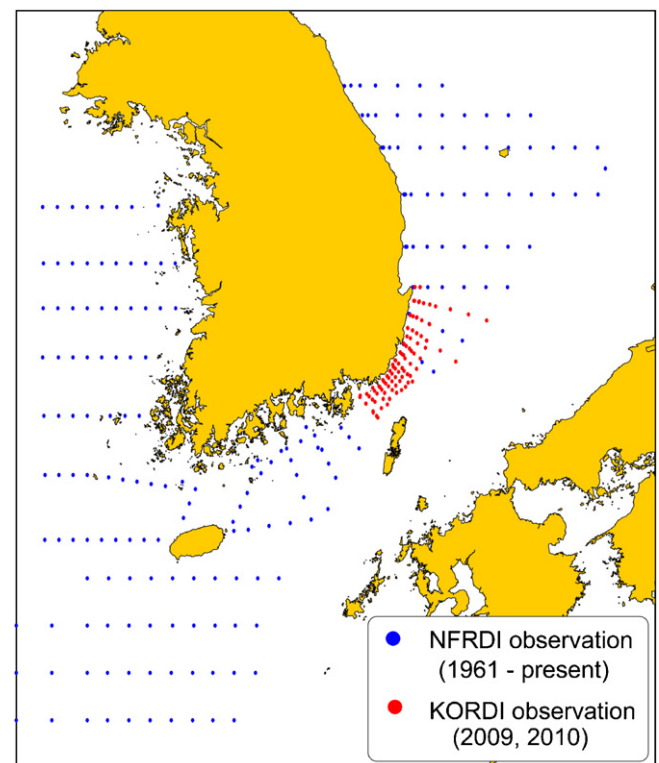 NFRDI observation
(1961 - present)
KORDI observation
(2009, 2010)